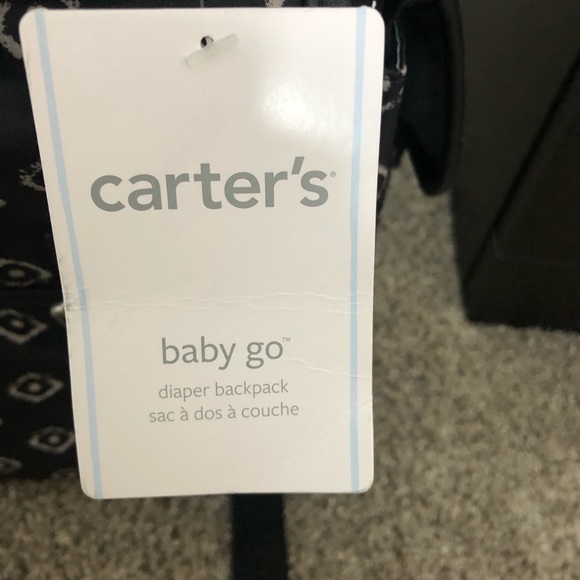 carter's®
baby go™
diaper backpack
sac à dos à couche